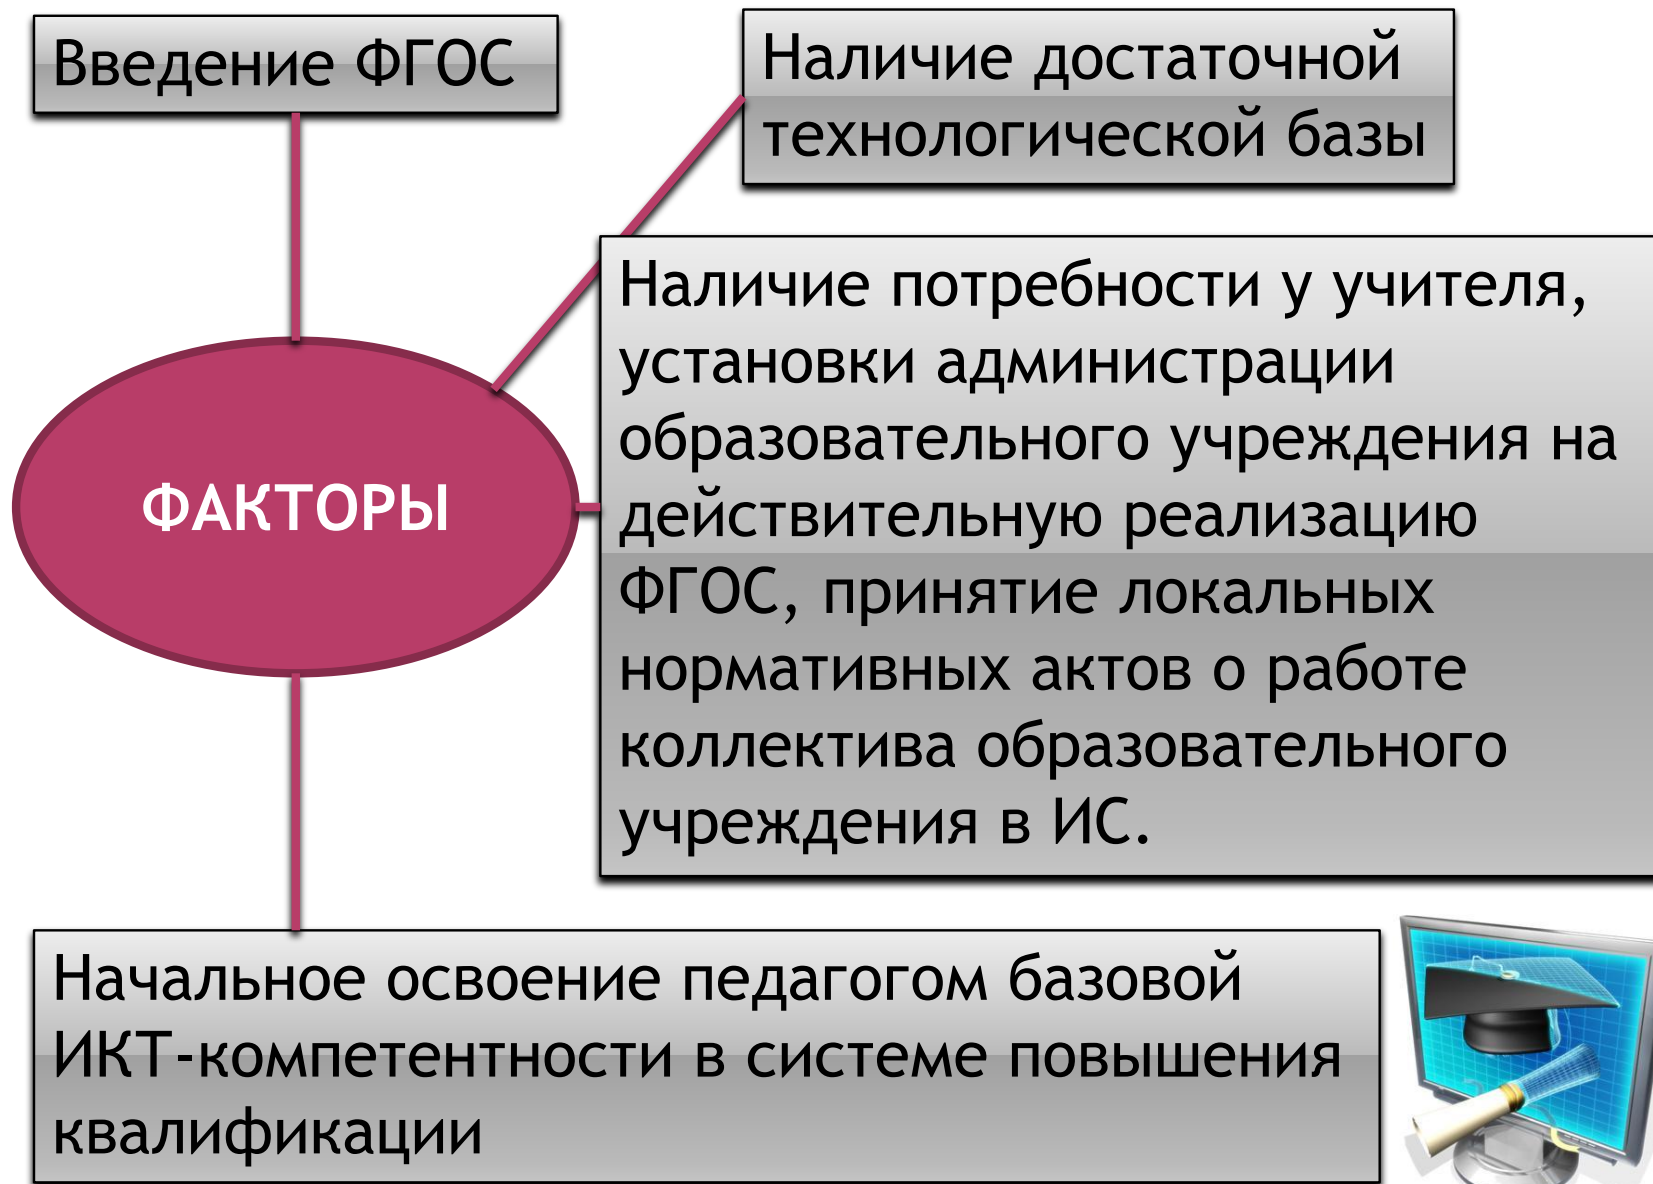 Введение ФГОС
Наличие достаточной
технологической базы
Наличие потребности у учителя,
установки администрации
образовательного учреждения на
действительную реализацию
ФГОС, принятие локальных
нормативных актов о работе
коллектива образовательного
учреждения в ИС.
ФАКТОРЫ
Начальное освоение педагогом базовой
ИКТ-компетентности в системе повышения
квалификации